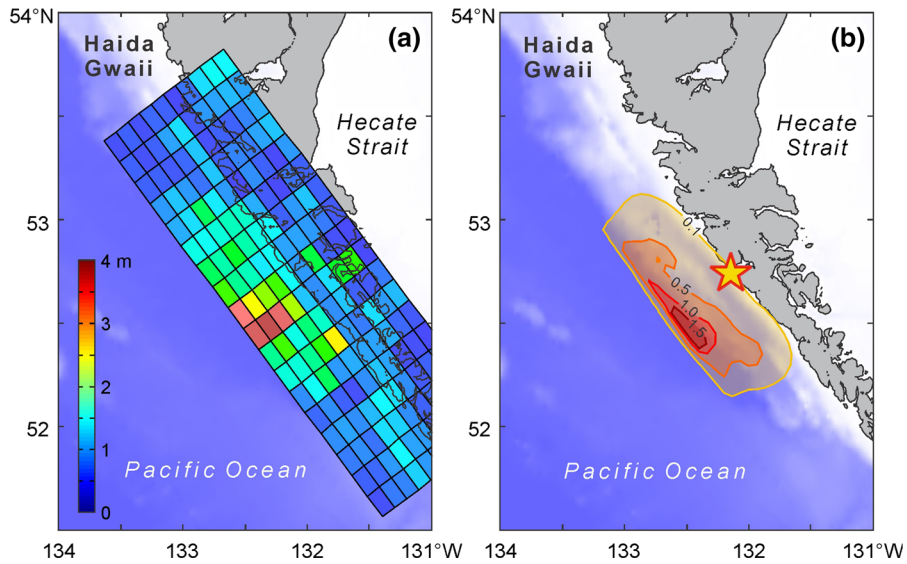 54°N
53
52
134
133
132
131°W
(a)
Haida
Gwaii
Hecate
Strait
Pacific Ocean
4 m
3
2
1
0
54°N
53
52
134
133
132
131°W
(b)
Haida
Gwaii
Hecate
Strait
Pacific Ocean
0.1
0.5
1.0
1.5